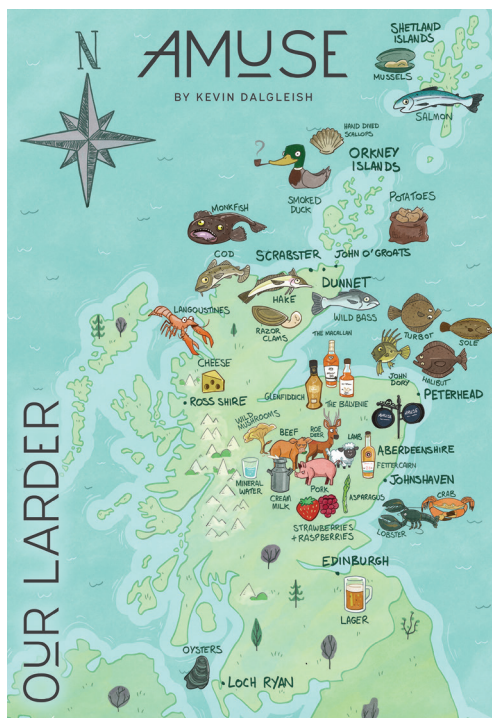 SHETLAND
ISLANDS
N
AMUSE
BY KEVIN DALGLEISH
MUSSELS
SALMON
HAND DIVED
SCALLOPS
ORKNEY
ISLANDS
SMOKED
DUCK
POTATOES
MONKFISH
COD
SCRABSTER
JOHN O'GROATS
HAKE
DUNNET
WILD BASS
LANGOUSTINES
RAZOR
CLAMS
THE MACALLAN
TURBOT
SOLE
CHEESE
JOHN
DORY
HALIBUT
ROSS SHIRE
GLENFIDDICH
THE BALVENIE
PETERHEAD
AMUSE
AMUSE
WILD
MUSHROOMS
BEEF
ROE
DEER
LAMB
ABERDEENSHIRE
FETTERCAIRN
MINERAL
WATER
CREAM
MILK
PORK
ASPARAGUS
JOHNSHAVEN
CRAB
LOBSTER
STRAWBERRIES
+ RASPBERRIES
EDINBURGH
LAGER
OYSTERS
LOCH RYAN
OUR LARDER